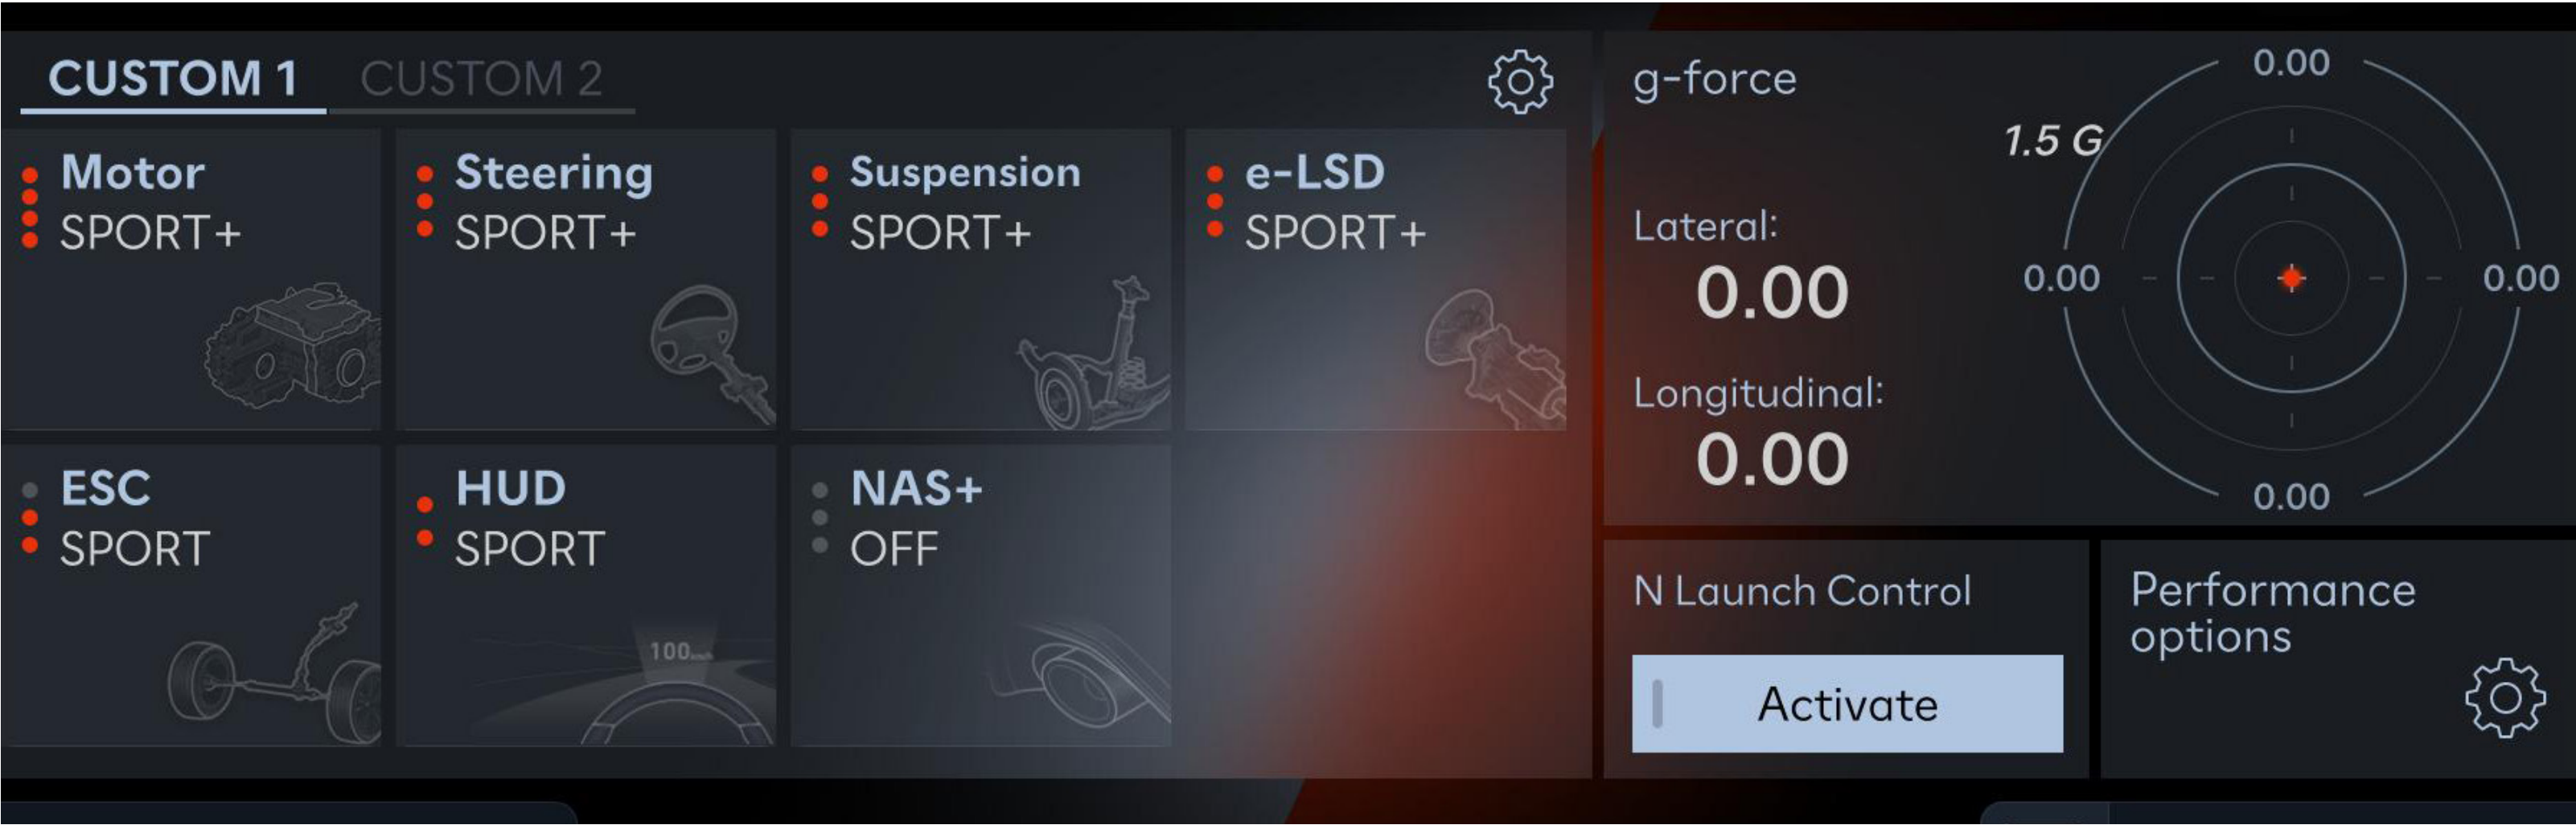 CUSTOM 1
CUSTOM 2
Motor
SPORT+
Steering
SPORT+
Suspension
SPORT+
e-LSD
SPORT+
ESC
SPORT
HUD
SPORT
100 km/h
NAS+
OFF
g-force
Lateral:
0.00
Longitudinal:
0.00
1.5 G
0.00
0.00
0.00
0.00
N Launch Control
Activate
Performance
options